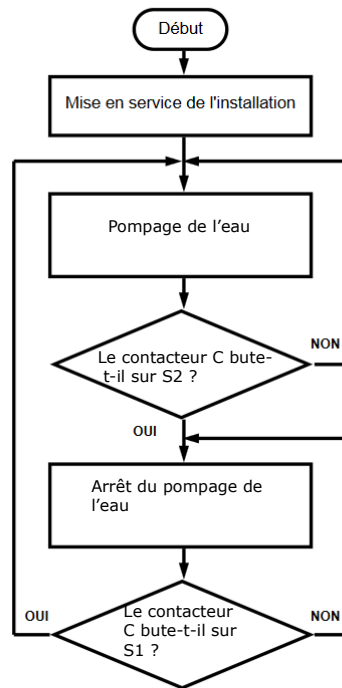 Début
Mise en service de l'installation
Pompage de l’eau
Le contacteur C bute-
t-il sur S2 ?
NON
OUI
Arrêt du pompage de
l’eau
OUI
Le contacteur
C bute-t-il sur
S1 ?
NON